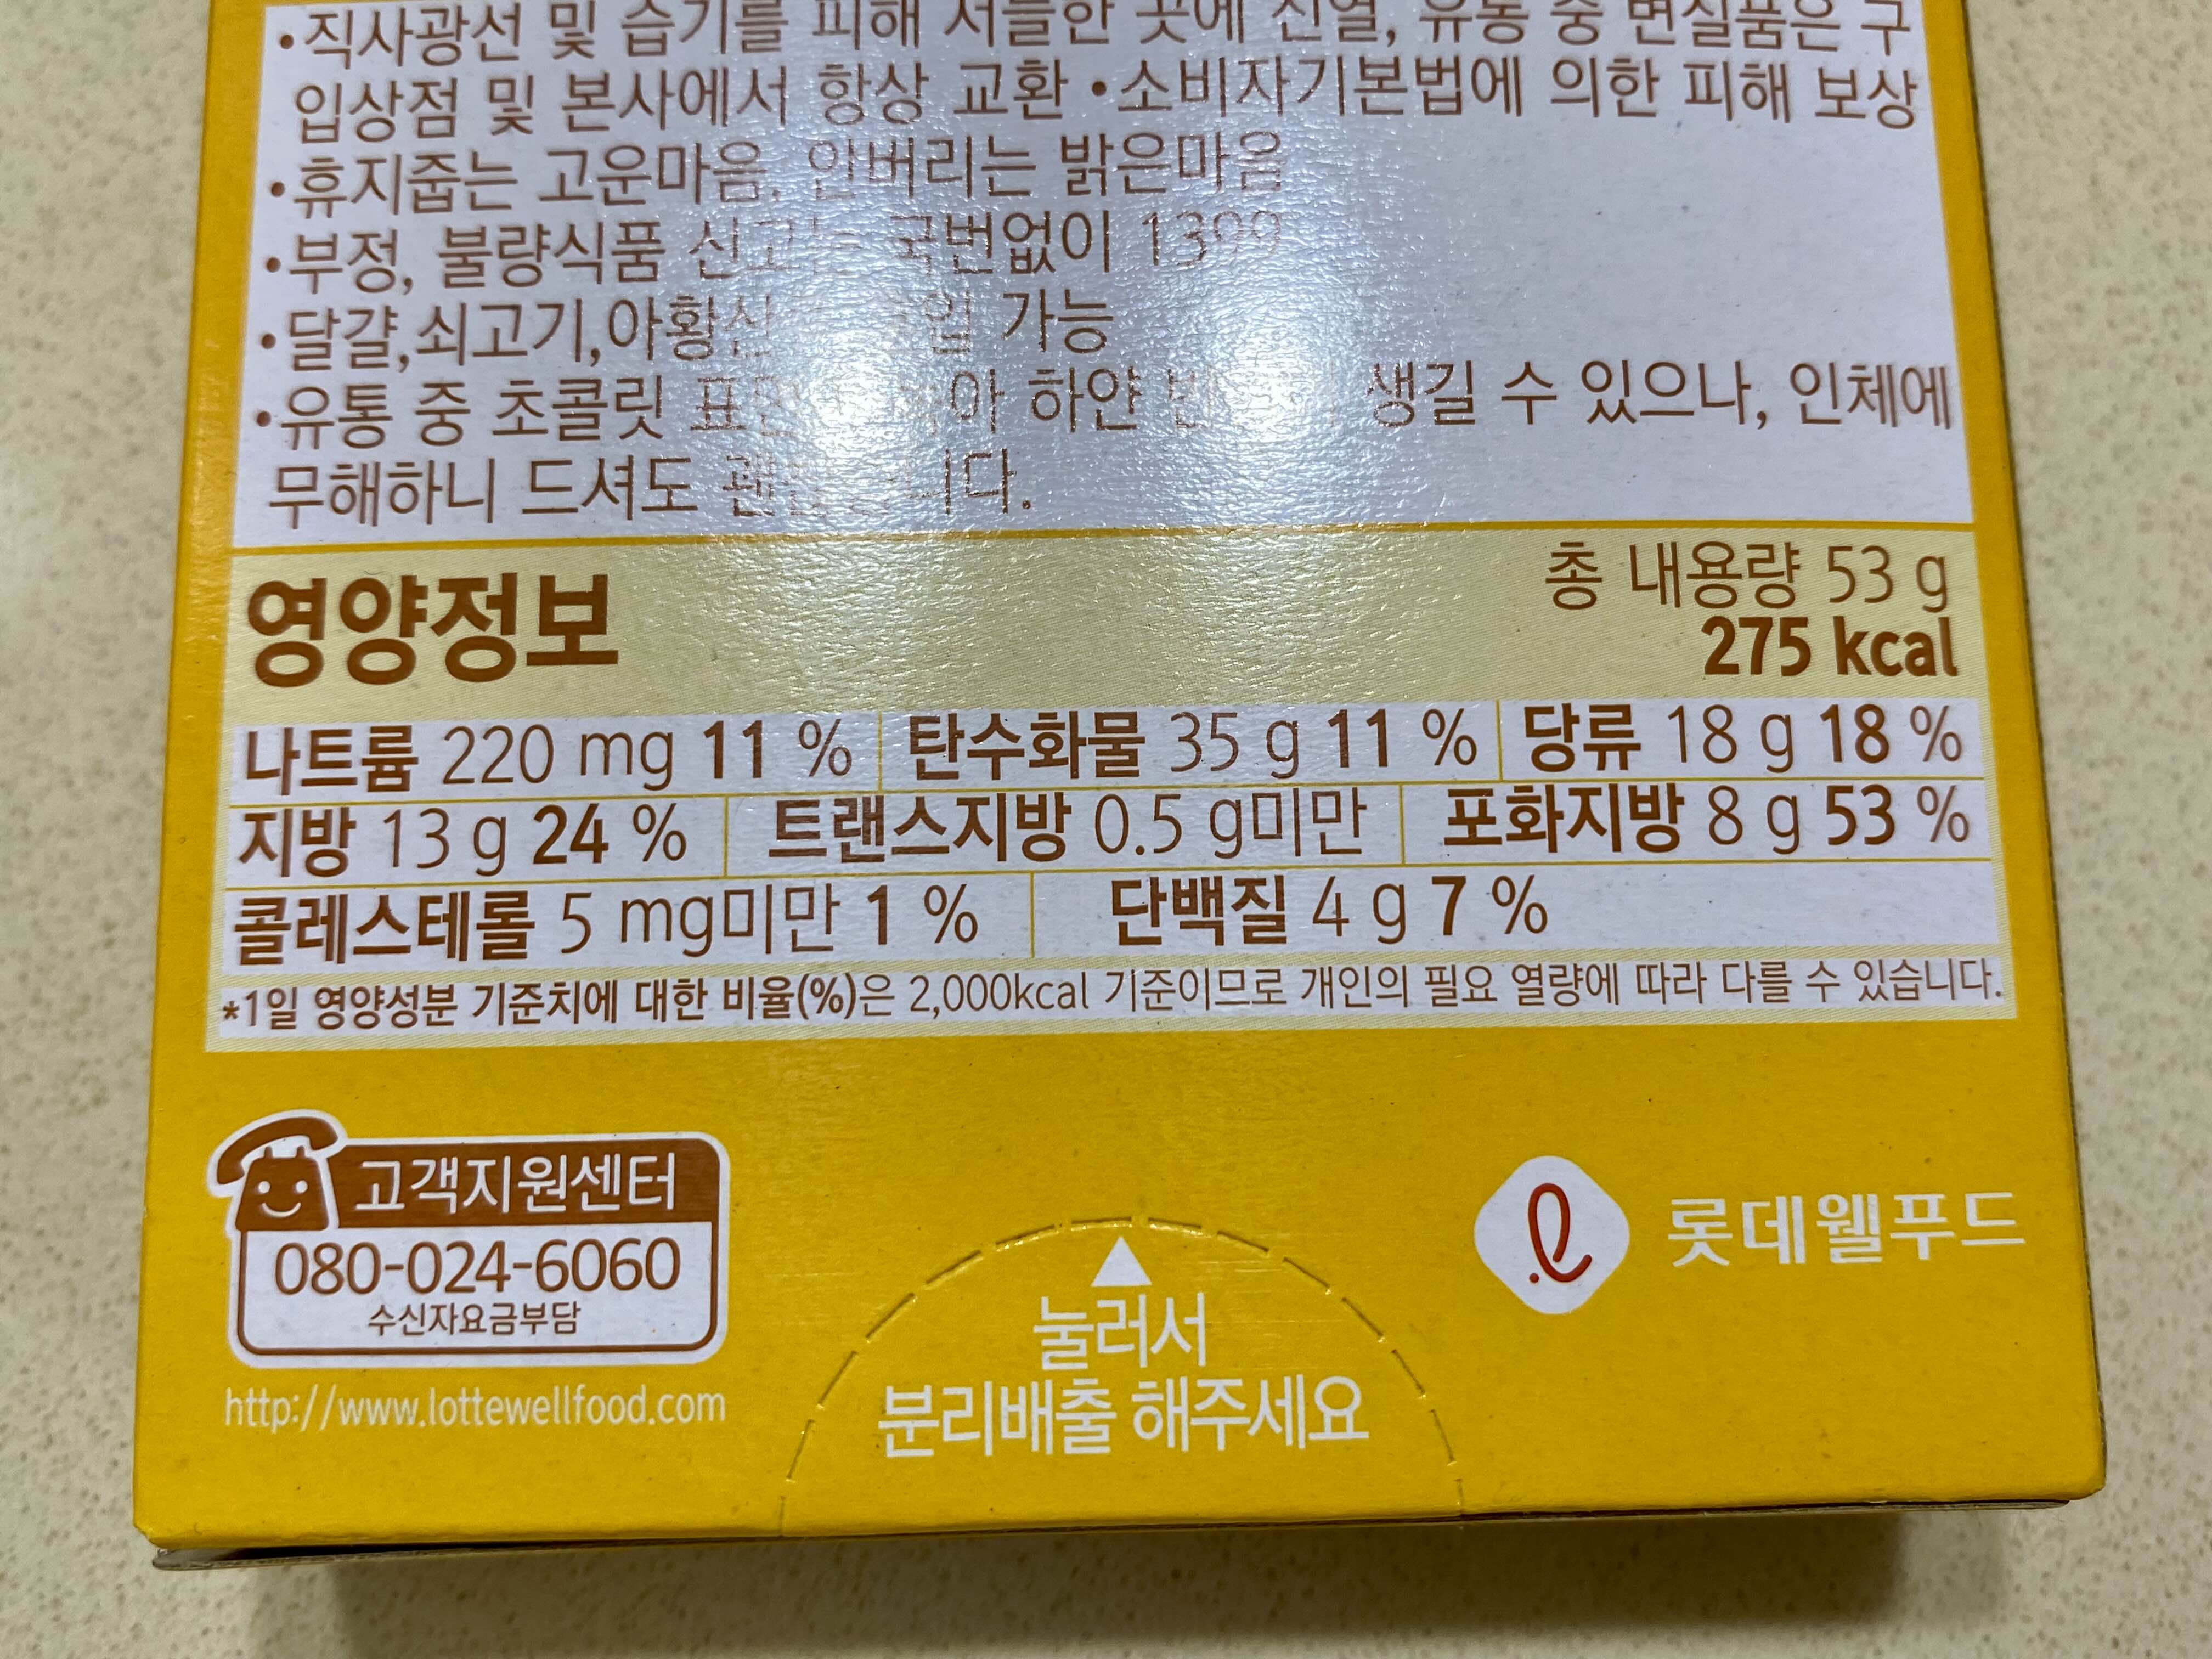 •직사광선 및 습기를 피해 서늘한 곳에 진열, 유통 중 변질품은 구
입상점 및 본사에서 항상 교환 •소비자기본법에 의한 피해 보상
•휴지줍는 고운마음, 안버리는 밝은마음
•부정, 불량식품 신고는 국번없이 1399
•달걀,쇠고기,아황산 가능
•유통 중 초콜릿 하얀 생길 수 있으나, 인체에
무해하니 드셔도
영양정보
총 내용량 53 g
275 kcal
나트륨 220 mg 11 % 탄수화물 35 g 11 % 당류 18 g 18 %
지방 13 g 24 % 트랜스지방 0.5 g미만 포화지방 8 g 53 %
콜레스테롤 5 mg미만 1 % 단백질 4 g 7 %
*1일 영양성분 기준치에 대한 비율(%)은 2,000kcal 기준이므로 개인의 필요 열량에 따라 다를 수 있습니다.
고객지원센터
080-024-6060
수신자요금부담
http://www.lottewellfood.com
눌러서
분리배출 해주세요
롯데웰푸드